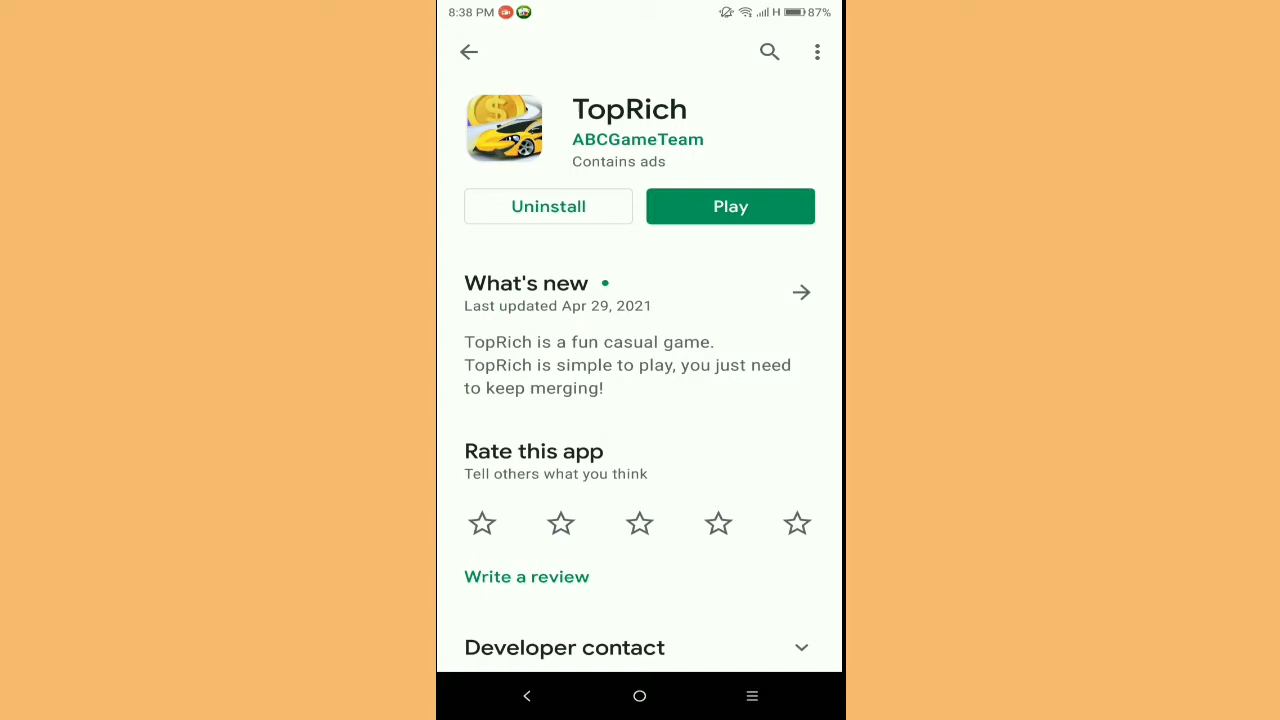 8:38 PM H 87%
TopRich
ABCGameTeam
Contains ads
Uninstall Play
What's new
Last updated Apr 29, 2021
TopRich is a fun casual game.
TopRich is simple to play, you just need
to keep merging!
Rate this app
Tell others what you think
Write a review
Developer contact